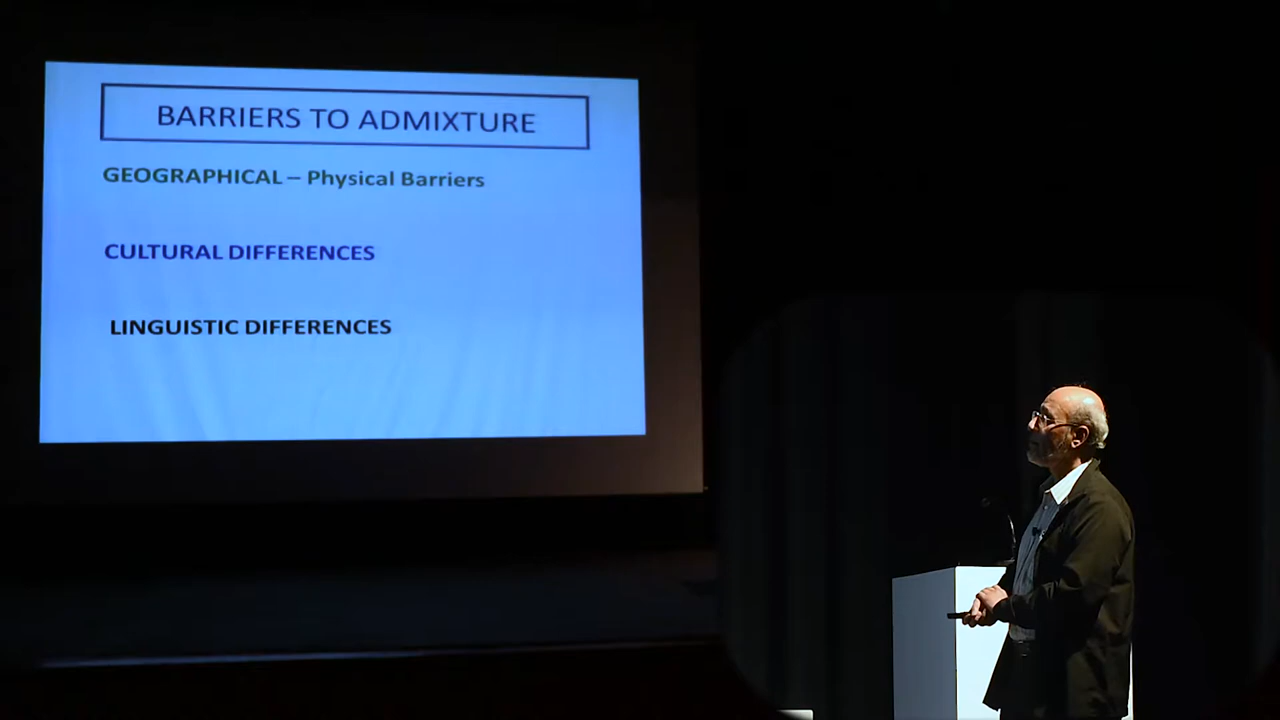 BARRIERS TO ADMIXTURE
GEOGRAPHICAL – Physical Barriers
CULTURAL DIFFERENCES
LINGUISTIC DIFFERENCES